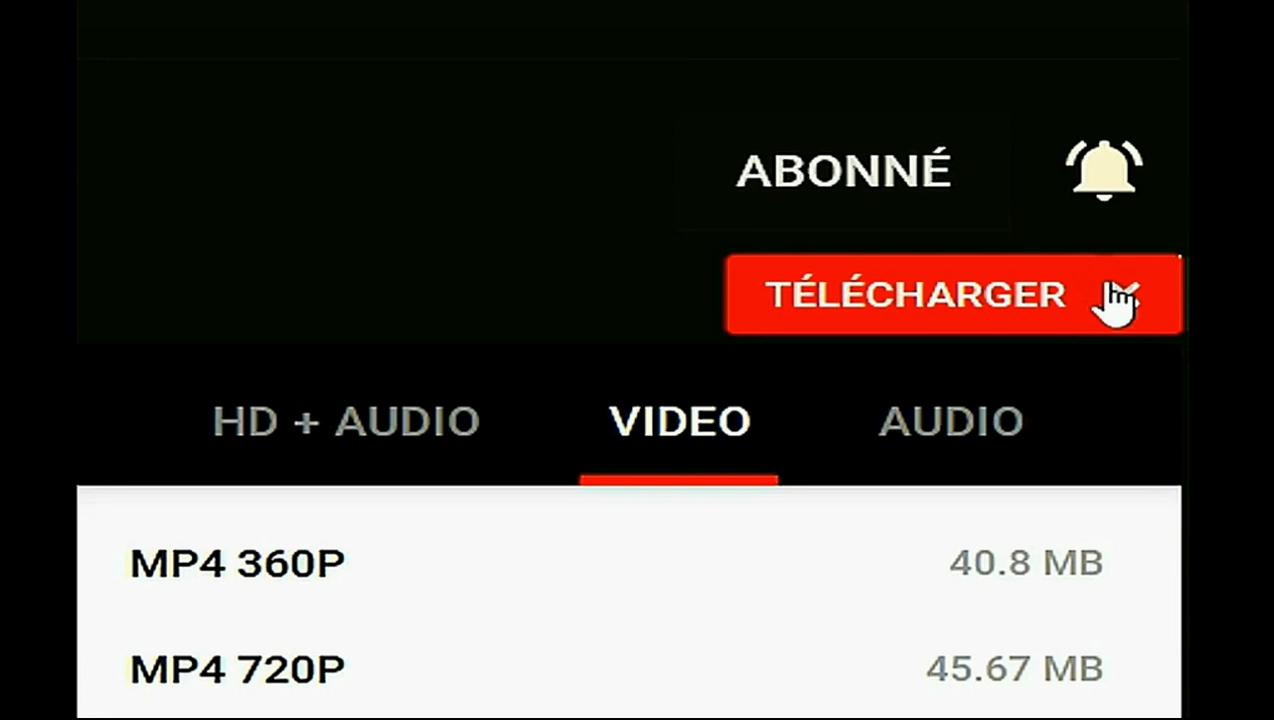 ABONNÉ
TÉLÉCHARGER
HD + AUDIO VIDEO AUDIO
MP4 360P 40.8 MB
MP4 720P 45.67 MB